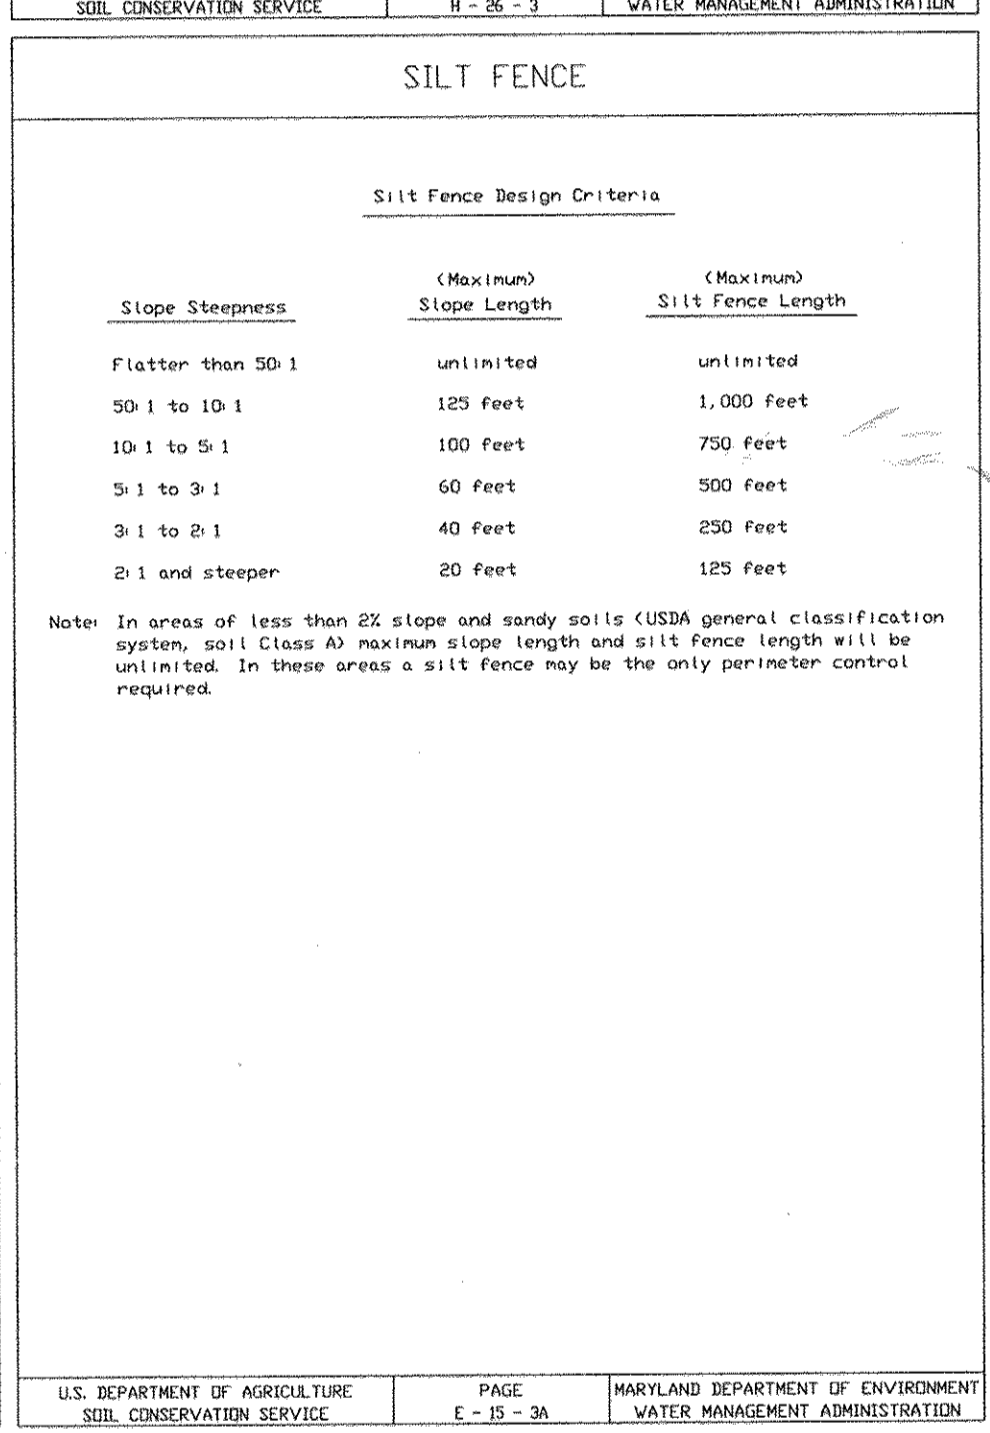 SOIL CONSERVATION SERVICE H - 26 - 3 WATER MANAGEMENT ADMINISTRATION
SILT FENCE
Silt Fence Design Criteria
(Maximum) (Maximum)
Slope Steepness Slope Length Silt Fence Length
Flatter than 50:1 unlimited unlimited
50:1 to 10:1 125 feet 1,000 feet
10:1 to 5:1 100 feet 750 feet
5:1 to 3:1 60 feet 500 feet
3:1 to 2:1 40 feet 250 feet
2:1 and steeper 20 feet 125 feet
Note: In areas of less than 2% slope and sandy soils (USDA general classification
system, soil Class A) maximum slope length and silt fence length will be
unlimited. In these areas a silt fence may be the only perimeter control
required.
U.S. DEPARTMENT OF AGRICULTURE PAGE MARYLAND DEPARTMENT OF ENVIRONMENT
SOIL CONSERVATION SERVICE E - 15 - 3A WATER MANAGEMENT ADMINISTRATION